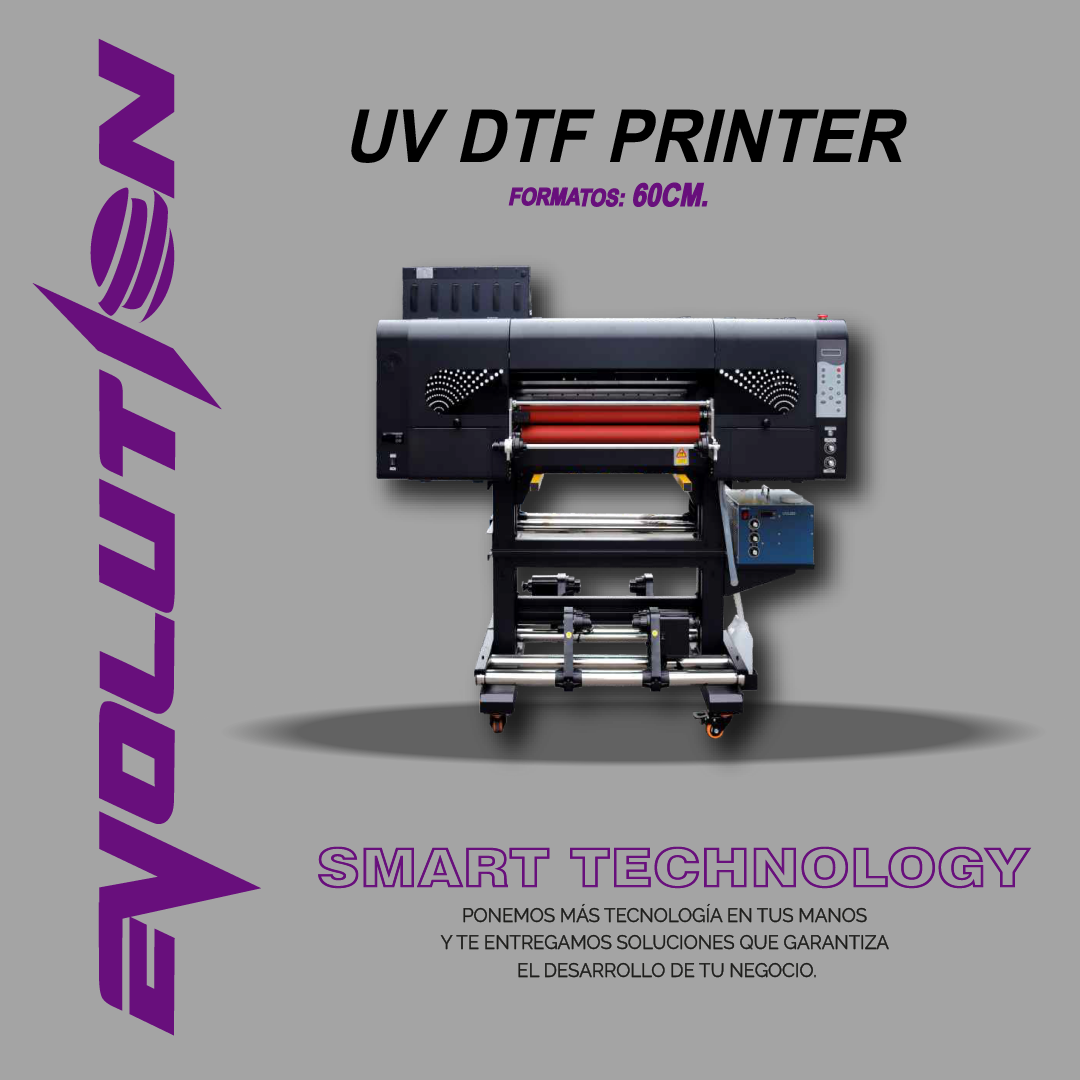 EVOLUTION
UV DTF PRINTER
FORMATOS: 60CM.
SMART TECHNOLOGY
PONEMOS MÁS TECNOLOGÍA EN TUS MANOS
Y TE ENTREGAMOS SOLUCIONES QUE GARANTIZA
EL DESARROLLO DE TU NEGOCIO.